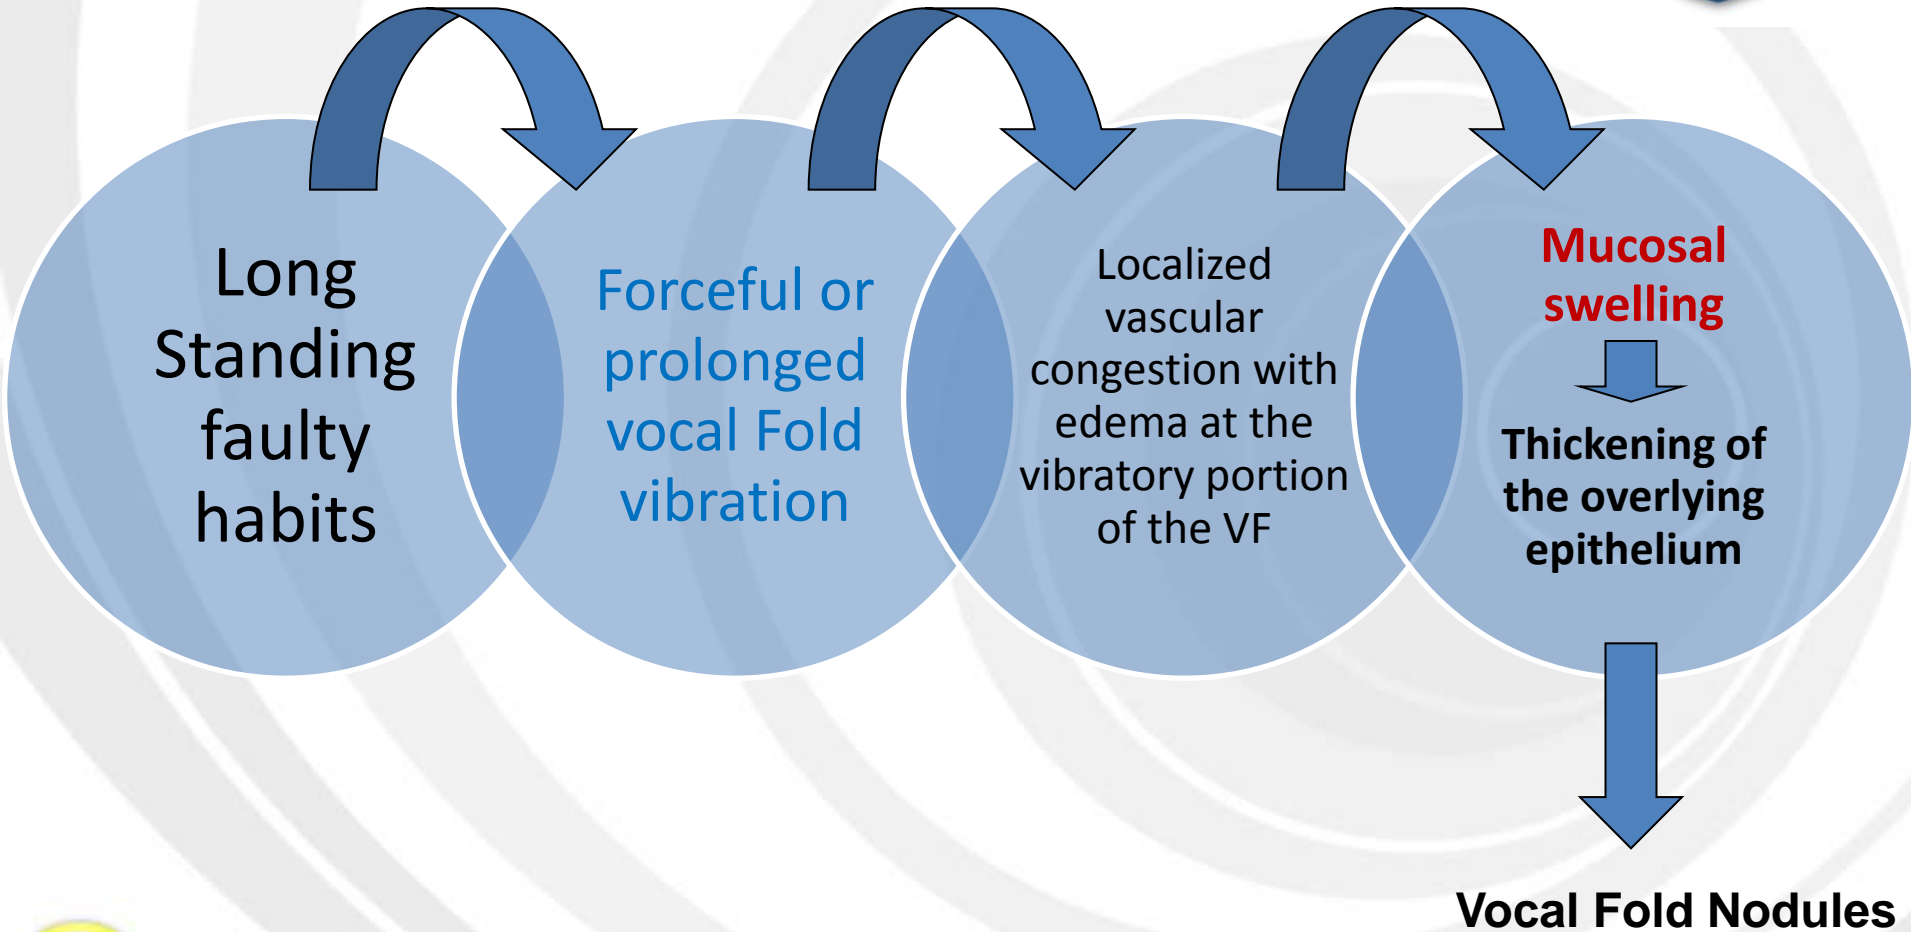 Long
Standing
faulty
habits
Forceful or
prolonged
vocal Fold
vibration
Localized
vascular
congestion with
edema at the
vibratory portion
of the VF
Mucosal
swelling
Thickening of
the overlying
epithelium
Vocal Fold Nodules